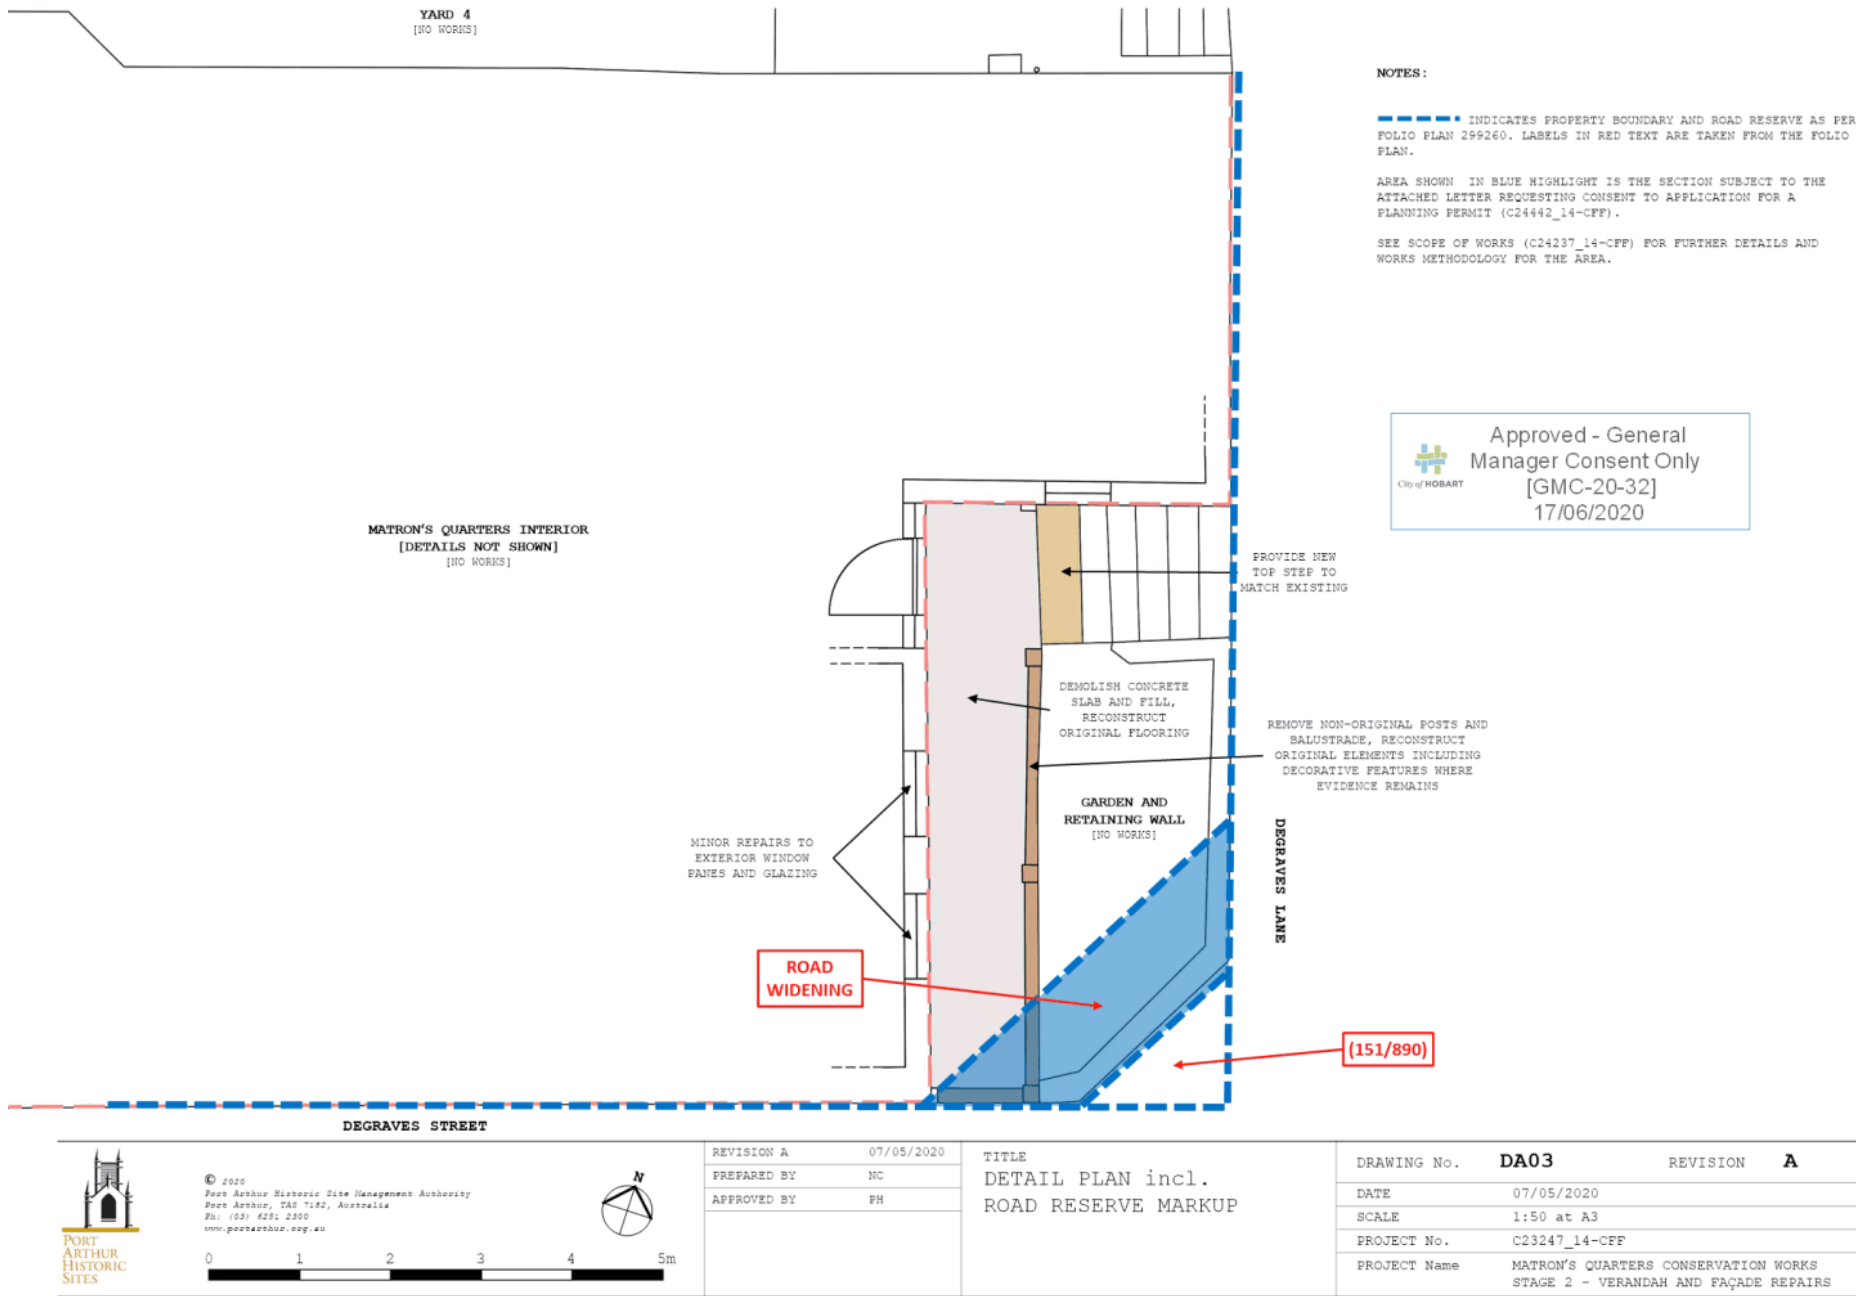 YARD 4
[NO WORKS]
NOTES:
INDICATES PROPERTY BOUNDARY AND ROAD RESERVE AS PER
FOLIO PLAN 299260. LABELS IN RED TEXT ARE TAKEN FROM THE FOLIO
PLAN.
AREA SHOWN IN BLUE HIGHLIGHT IS THE SECTION SUBJECT TO THE
ATTACHED LETTER REQUESTING CONSENT TO APPLICATION FOR A
PLANNING PERMIT (C24442_14-CFF).
SEE SCOPE OF WORKS (C24237_14-CFF) FOR FURTHER DETAILS AND
WORKS METHODOLOGY FOR THE AREA.
City of HOBART
Approved - General
Manager Consent Only
[GMC-20-32]
17/06/2020
MATRON'S QUARTERS INTERIOR
[DETAILS NOT SHOWN]
[NO WORKS]
PROVIDE NEW
TOP STEP TO
MATCH EXISTING
DEMOLISH CONCRETE
SLAB AND FILL,
RECONSTRUCT
ORIGINAL FLOORING
REMOVE NON-ORIGINAL POSTS AND
BALUSTRADE, RECONSTRUCT
ORIGINAL ELEMENTS INCLUDING
DECORATIVE FEATURES WHERE
EVIDENCE REMAINS
GARDEN AND
RETAINING WALL
[NO WORKS]
MINOR REPAIRS TO
EXTERIOR WINDOW
PANES AND GLAZING
DEGRAVES LANE
ROAD
WIDENING
(151/890)
DEGRAVES STREET
PORT
ARTHUR
HISTORIC
SITES
© 2020
Port Arthur Historic Site Management Authority
Port Arthur, TAS 7182, Australia
Ph: (03) 6251 2300
www.portarthur.org.au
N
0 1 2 3 4 5m
REVISION A 07/05/2020
PREPARED BY NC
APPROVED BY PH
TITLE
DETAIL PLAN incl.
ROAD RESERVE MARKUP
DRAWING No. DA03 REVISION A
DATE 07/05/2020
SCALE 1:50 at A3
PROJECT No. C23247_14-CFF
PROJECT Name MATRON'S QUARTERS CONSERVATION WORKS
STAGE 2 - VERANDAH AND FAÇADE REPAIRS